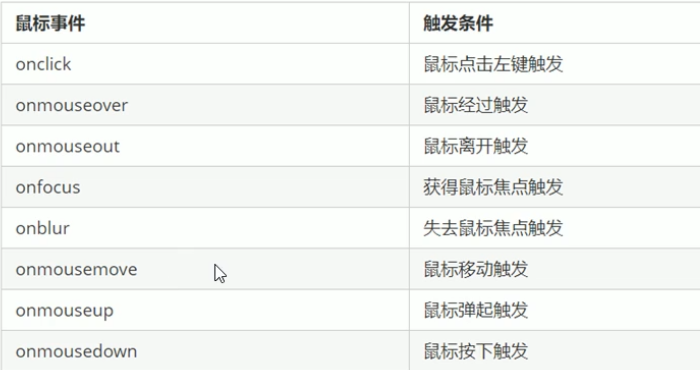 鼠标事件 触发条件
onclick 鼠标点击左键触发
onmouseover 鼠标经过触发
onmouseout 鼠标离开触发
onfocus 获得鼠标焦点触发
onblur 失去鼠标焦点触发
onmousemove 鼠标移动触发
onmouseup 鼠标弹起触发
onmousedown 鼠标按下触发